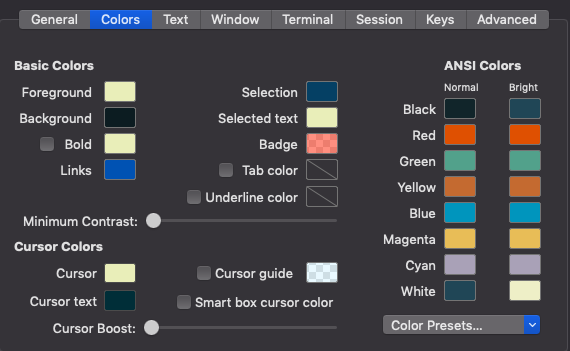 General Colors Text Window Terminal Session Keys Advanced
Basic Colors
Foreground
Background
Bold
Links
Selection
Selected text
Badge
Tab color
Underline color
Minimum Contrast:
Cursor Colors
Cursor
Cursor text
Cursor guide
Smart box cursor color
Cursor Boost:
ANSI Colors
Normal Bright
Black
Red
Green
Yellow
Blue
Magenta
Cyan
White
Color Presets...